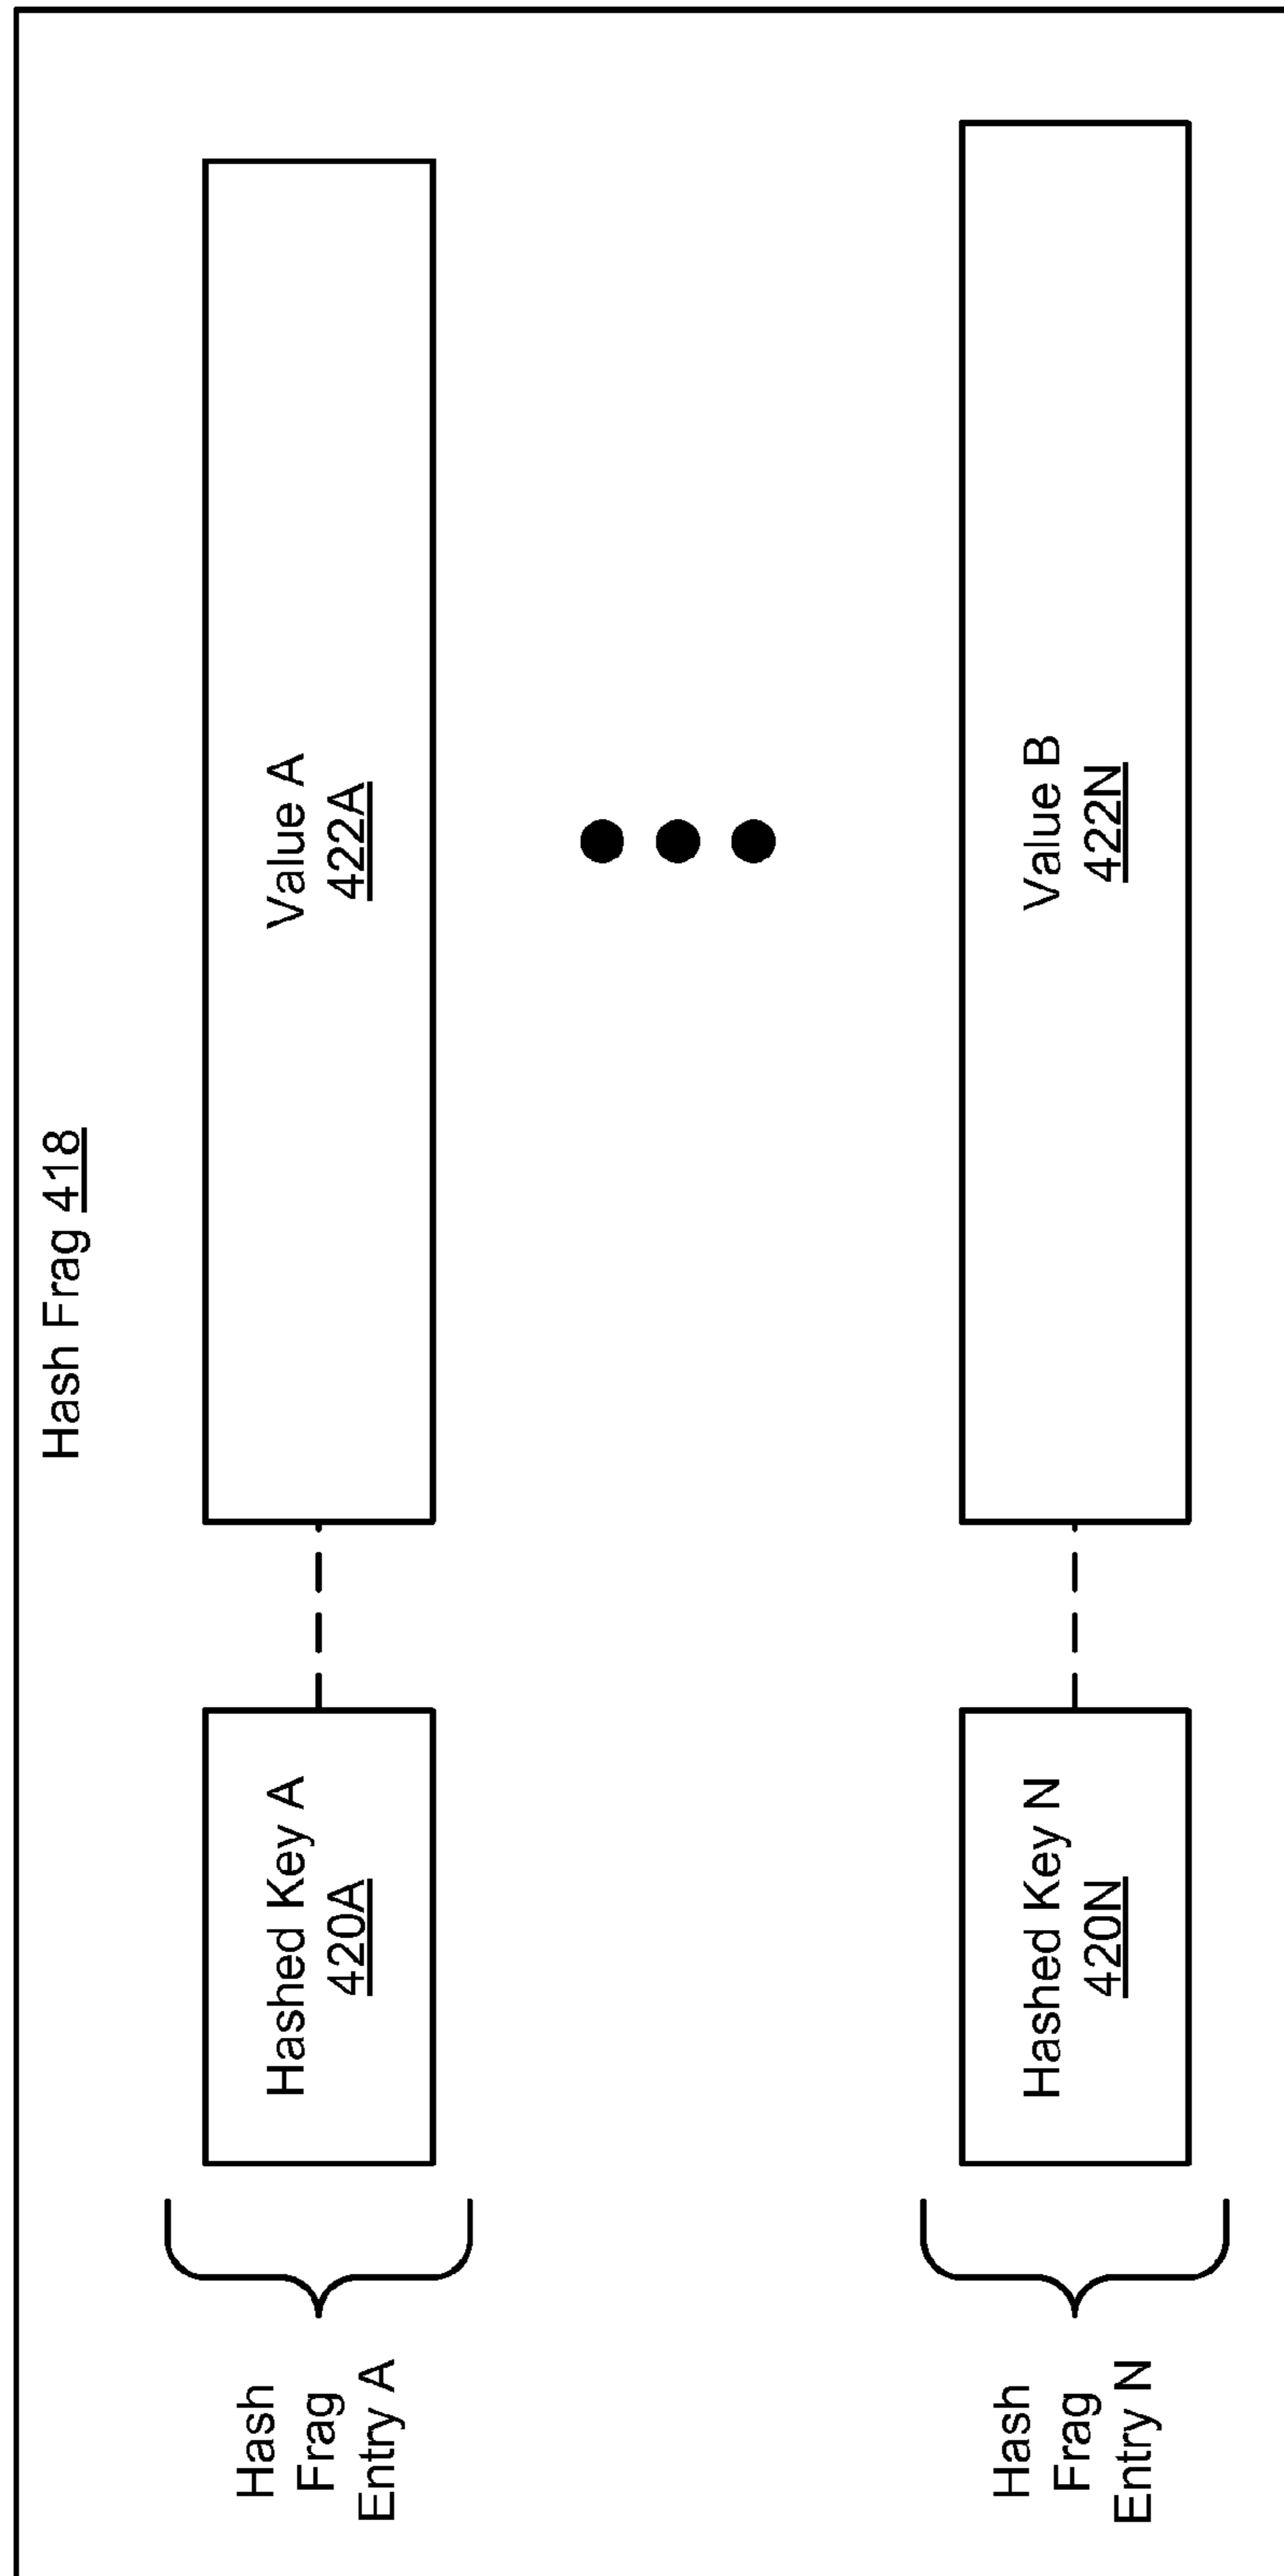 Hash Frag 418
Hash
Frag
Entry A
Hashed Key A
420A
Value A
422A
Hash
Frag
Entry N
Hashed Key N
420N
Value B
422N